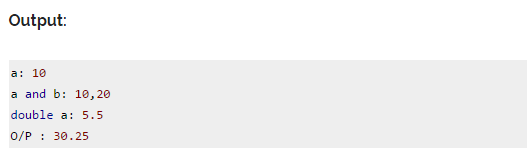 Output:
a: 10
a and b: 10,20
double a: 5.5
O/P : 30.25